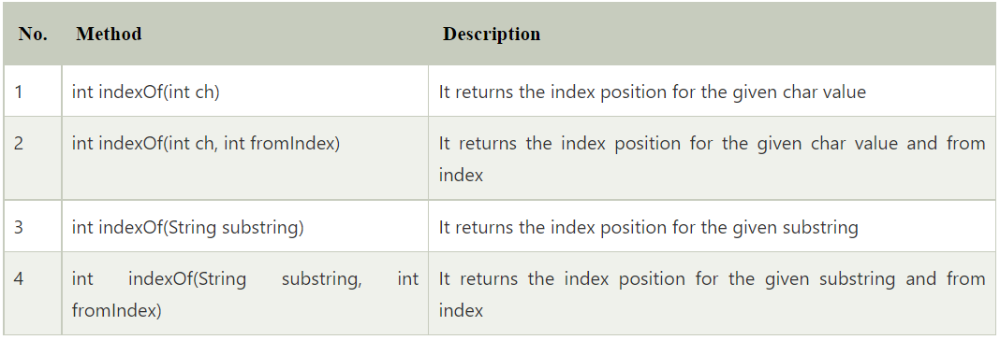 No. Method Description
1 int indexOf(int ch) It returns the index position for the given char value
2 int indexOf(int ch, int fromIndex) It returns the index position for the given char value and from
index
3 int indexOf(String substring) It returns the index position for the given substring
4 int indexOf(String substring, int It returns the index position for the given substring and from
fromIndex) index